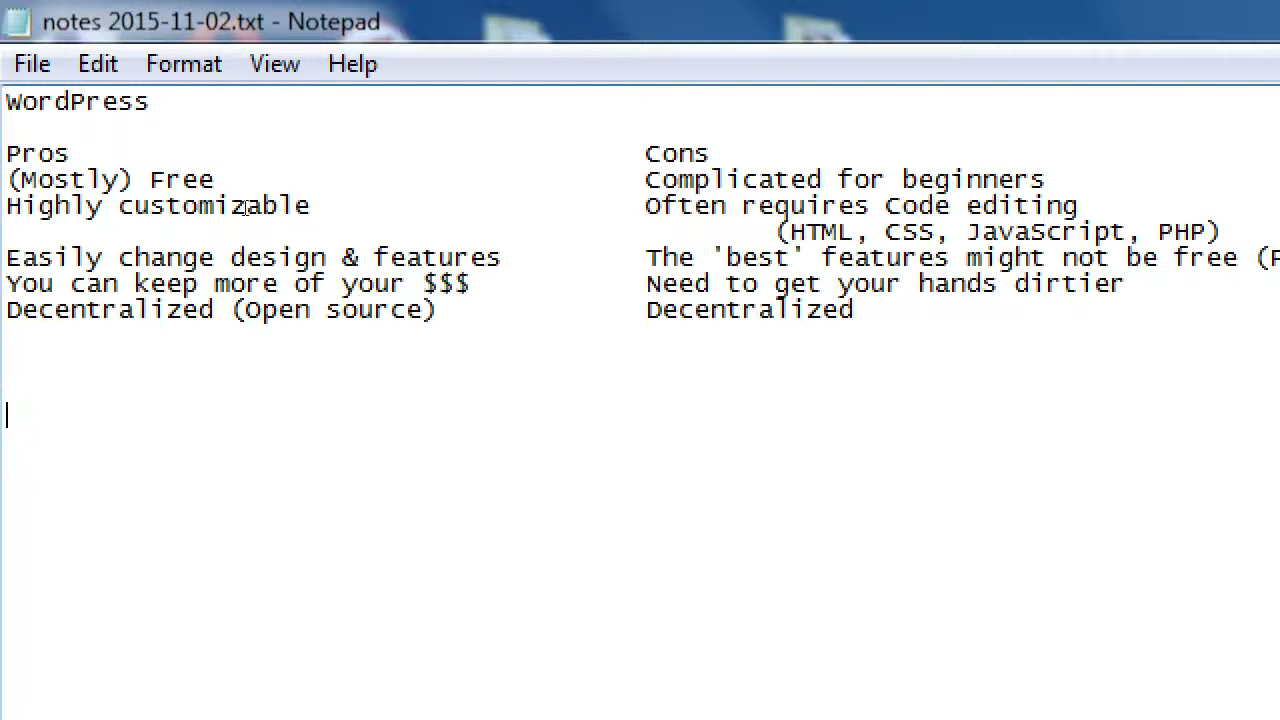 notes 2015-11-02.txt - Notepad
File Edit Format View Help
WordPress
Pros Cons
(Mostly) Free Complicated for beginners
Highly customizable Often requires Code editing
(HTML, CSS, JavaScript, PHP)
Easily change design & features The 'best' features might not be free (
You can keep more of your $$$ Need to get your hands dirtier
Decentralized (Open source) Decentralized